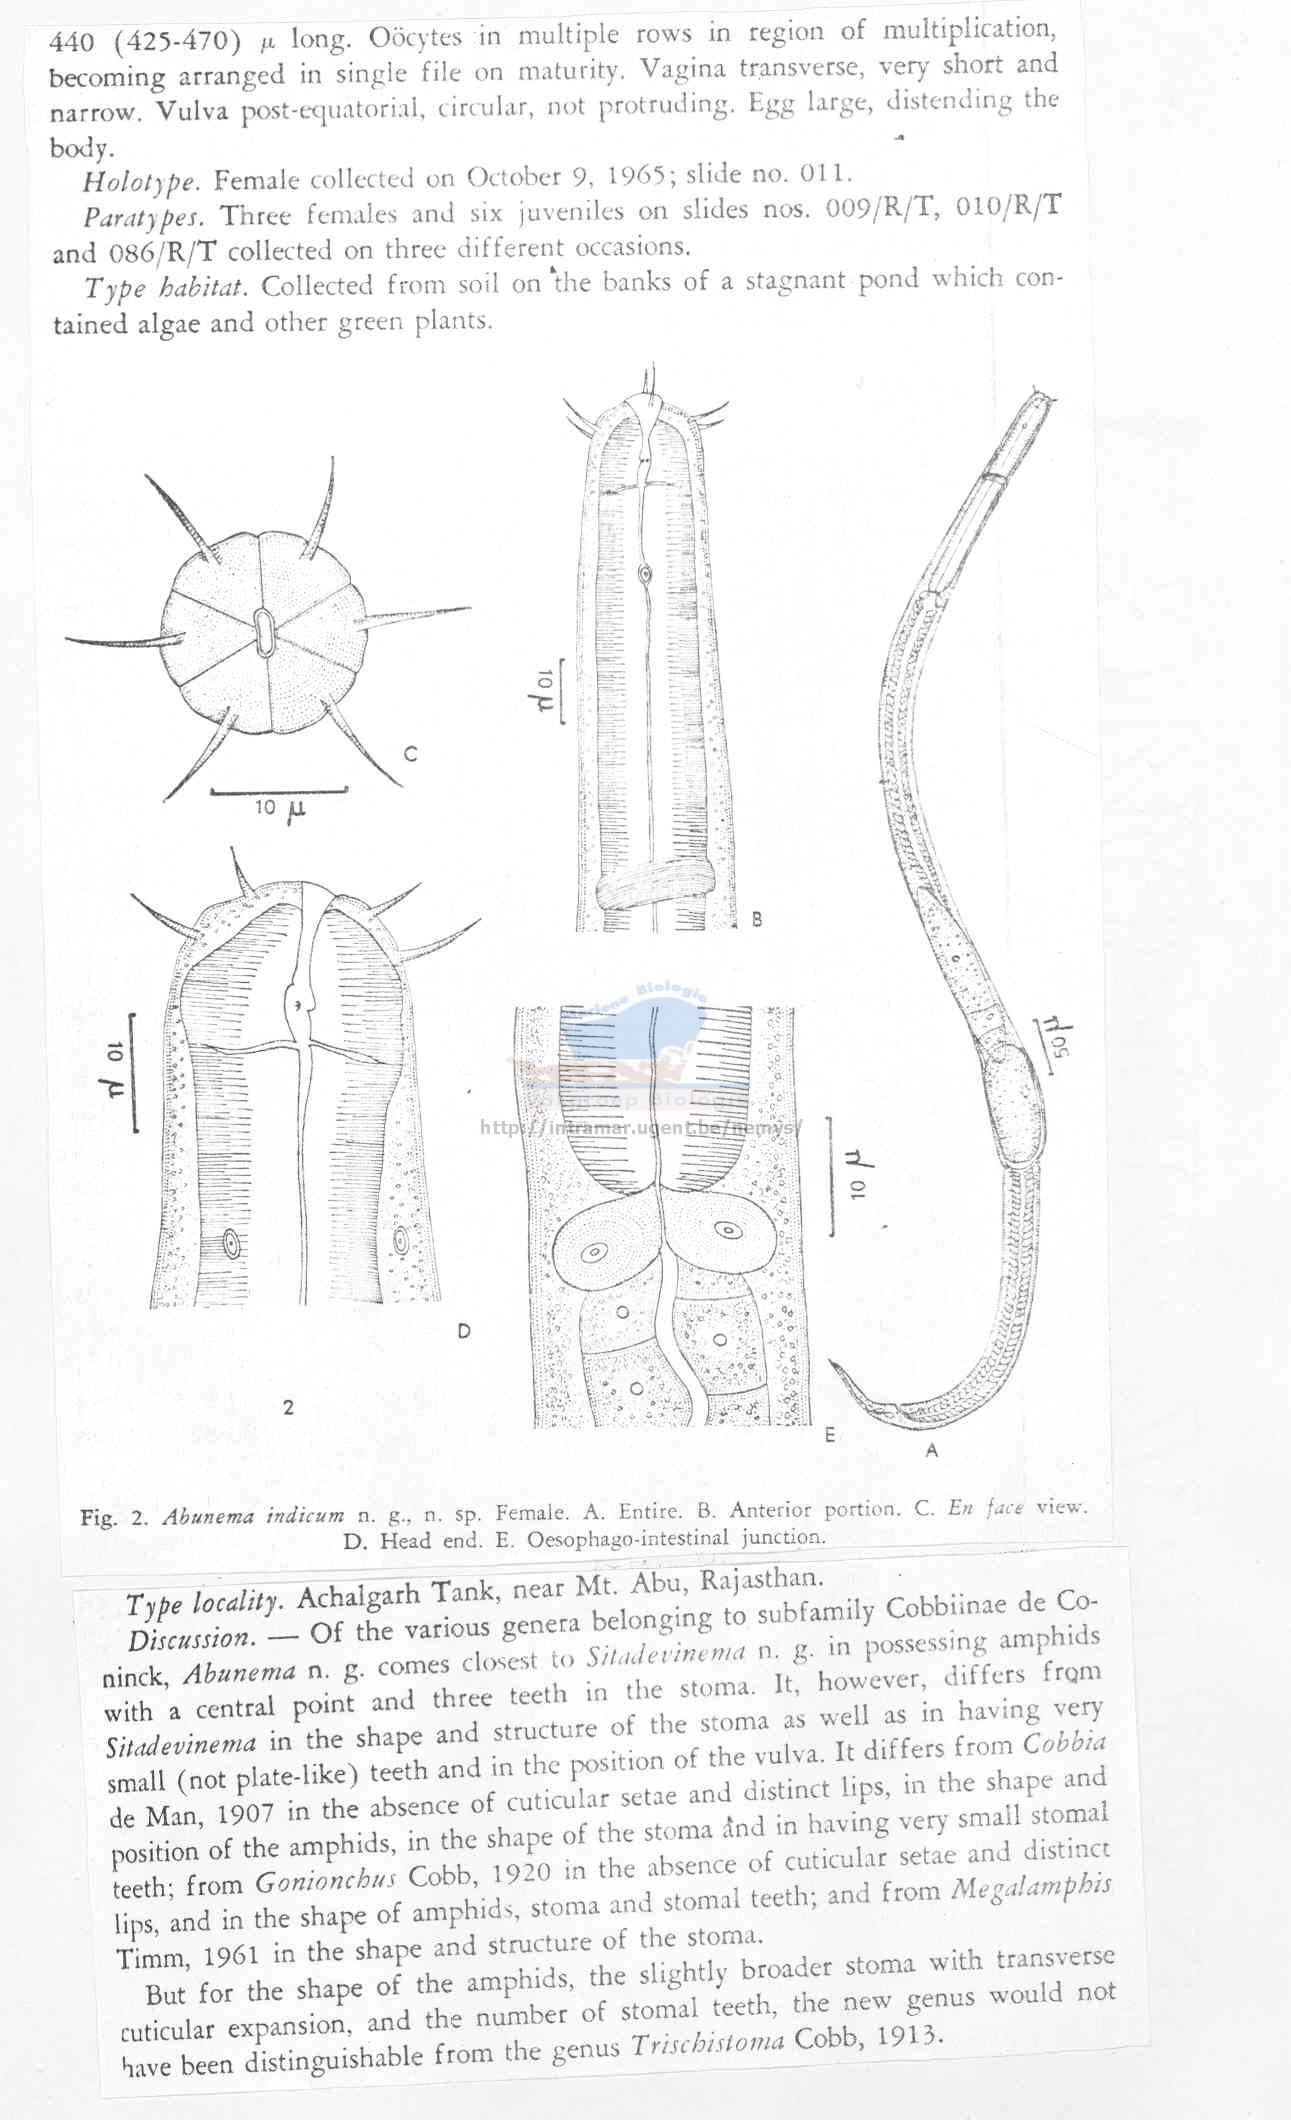 440 (425-470) μ long. Oöcytes in multiple rows in region of multiplication,
becoming arranged in single file on maturity. Vagina transverse, very short and
narrow. Vulva post-equatorial, circular, not protruding. Egg large, distending the
body.
Holotype. Female collected on October 9, 1965; slide no. 011.
Paratypes. Three females and six juveniles on slides nos. 009/R/T, 010/R/T
and 086/R/T collected on three different occasions.
Type habitat. Collected from soil on the banks of a stagnant pond which con-
tained algae and other green plants.
C
10 μ
10 μ
B
10 μ
D
50 μ
Biologie
Vakgroep Biologie
http://intramar.ugent.be/nemys/
10 μ
2
E
A
Fig. 2. Abunema indicum n. g., n. sp. Female. A. Entire. B. Anterior portion. C. En face view.
D. Head end. E. Oesophago-intestinal junction.
Type locality. Achalgarh Tank, near Mt. Abu, Rajasthan.
Discussion. — Of the various genera belonging to subfamily Cobbiinae de Co-
ninck, Abunema n. g. comes closest to Sitadevinema n. g. in possessing amphids
with a central point and three teeth in the stoma. It, however, differs from
Sitadevinema in the shape and structure of the stoma as well as in having very
small (not plate-like) teeth and in the position of the vulva. It differs from Cobbia
de Man, 1907 in the absence of cuticular setae and distinct lips, in the shape and
position of the amphids, in the shape of the stoma and in having very small stomal
teeth; from Gonionchus Cobb, 1920 in the absence of cuticular setae and distinct
lips, and in the shape of amphids, stoma and stomal teeth; and from Megalamphis
Timm, 1961 in the shape and structure of the stoma.
But for the shape of the amphids, the slightly broader stoma with transverse
cuticular expansion, and the number of stomal teeth, the new genus would not
have been distinguishable from the genus Trischistoma Cobb, 1913.